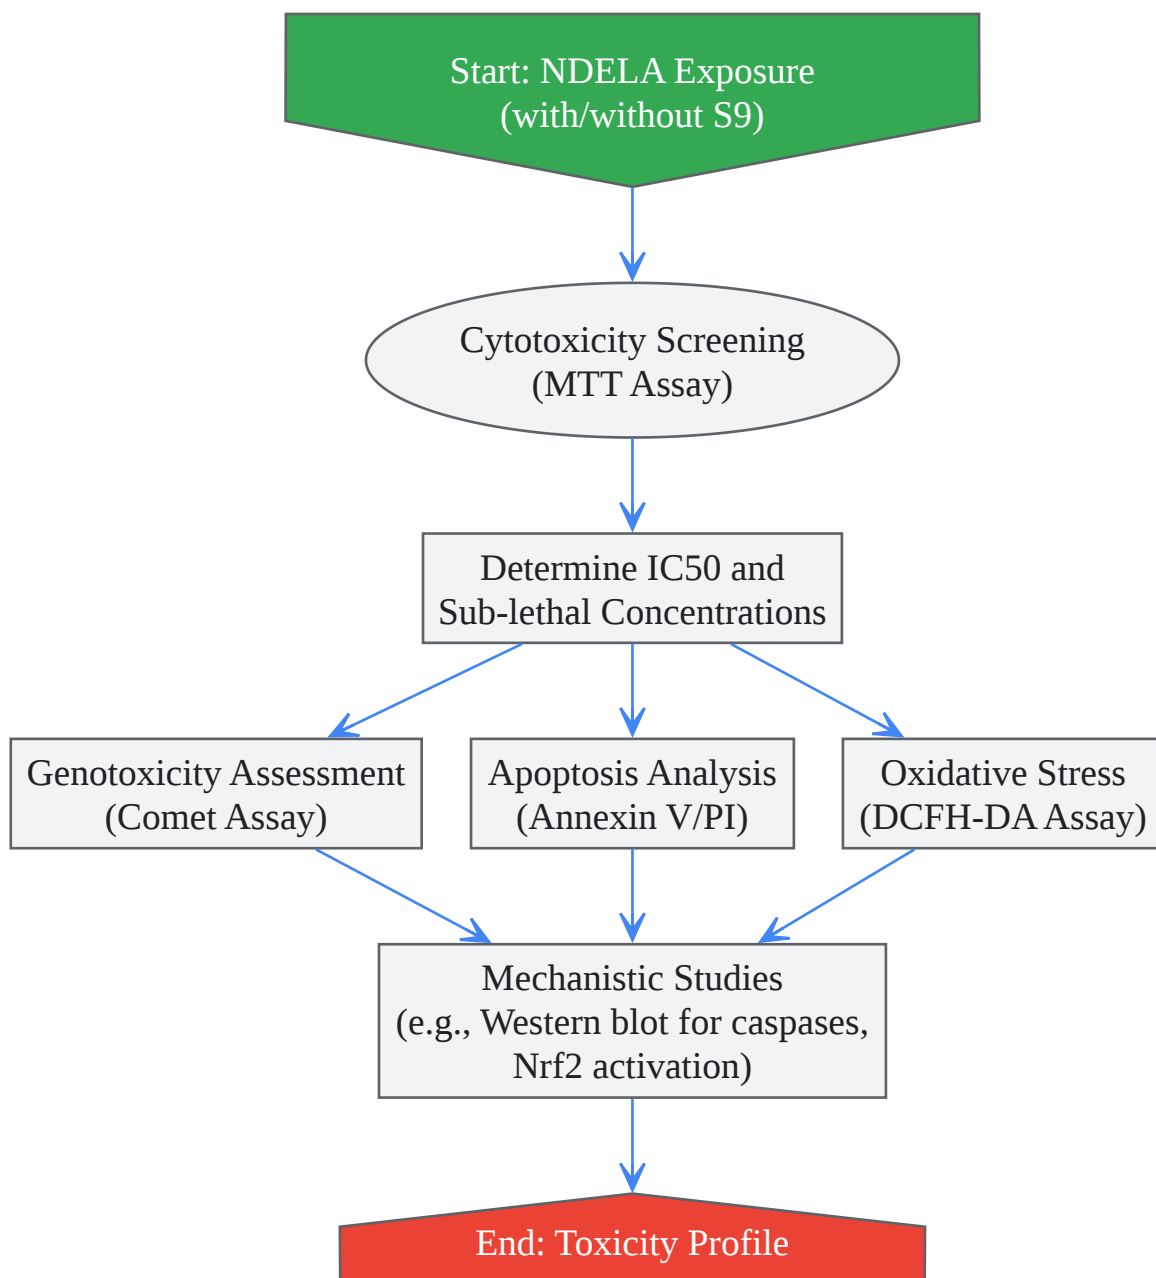 Start: NDELA Exposure
(with/without S9)
Cytotoxicity Screening
(MTT Assay)
Determine IC50 and
Sub-lethal Concentrations
Genotoxicity Assessment
(Comet Assay)
Apoptosis Analysis
(Annexin V/PI)
Oxidative Stress
(DCFH-DA Assay)
Mechanistic Studies
(e.g., Western blot for caspases,
Nrf2 activation)
End: Toxicity Profile